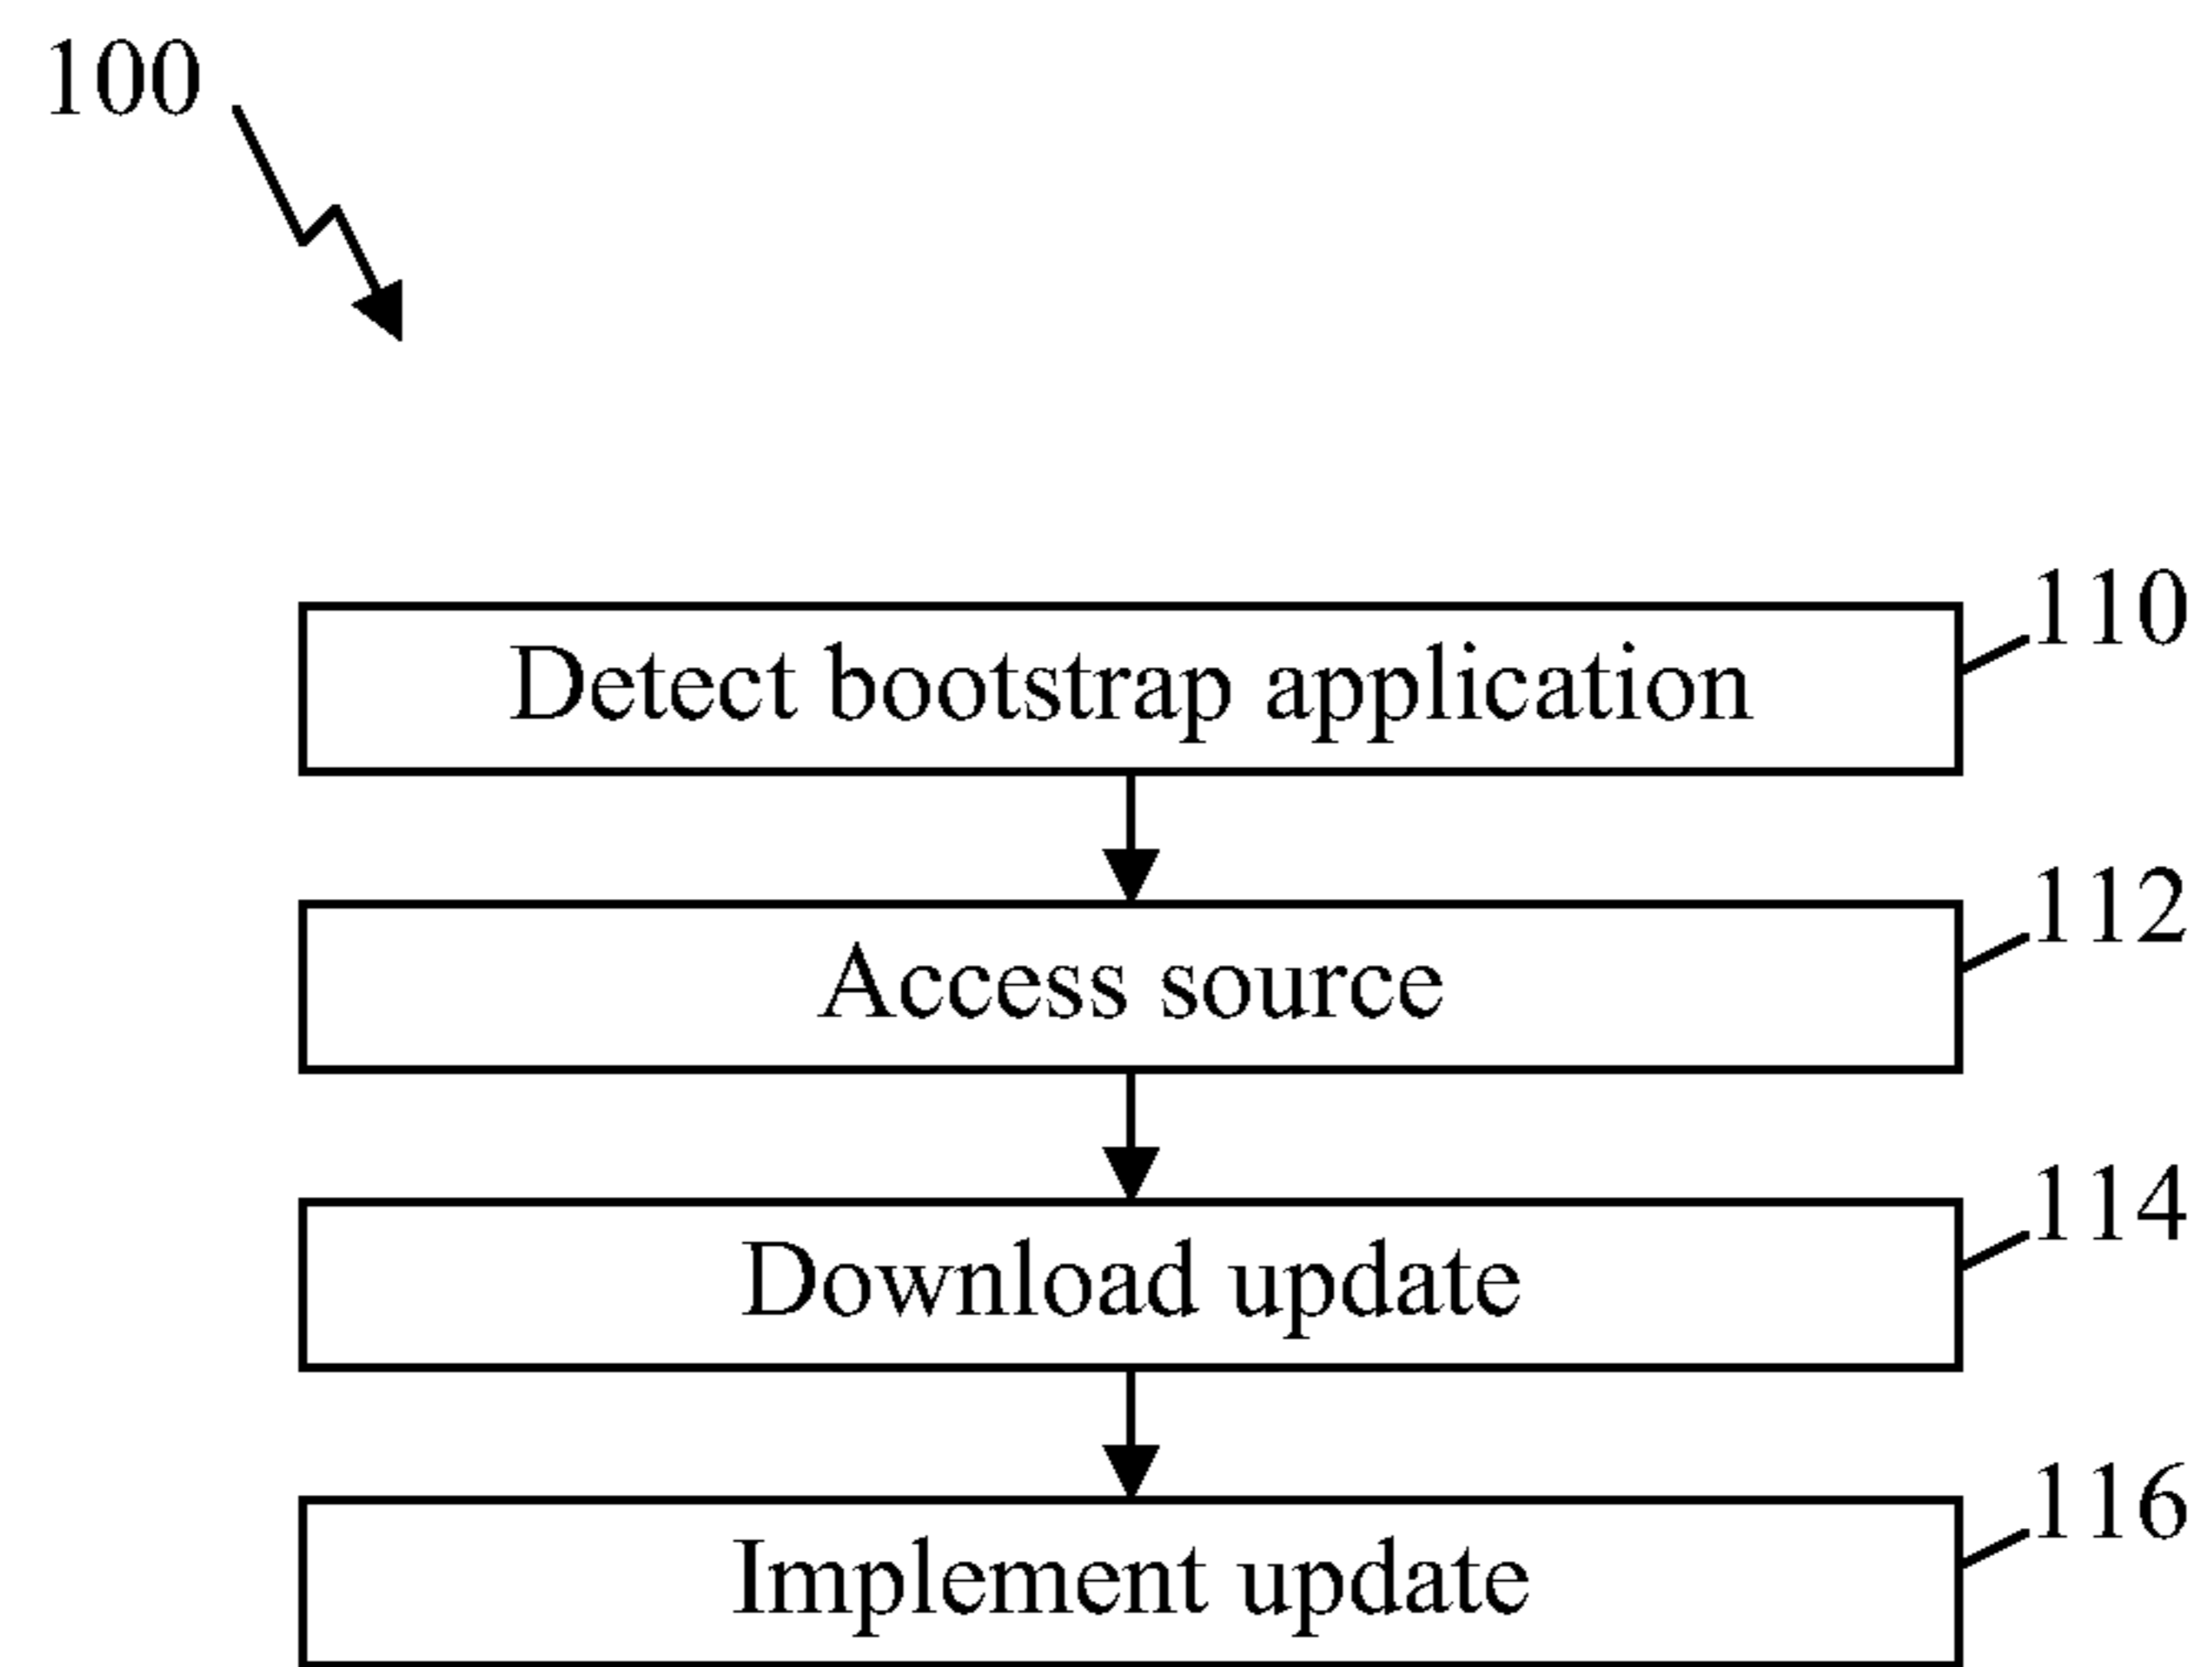 100
110
Detect bootstrap application
112
Access source
114
Download update
116
Implement update